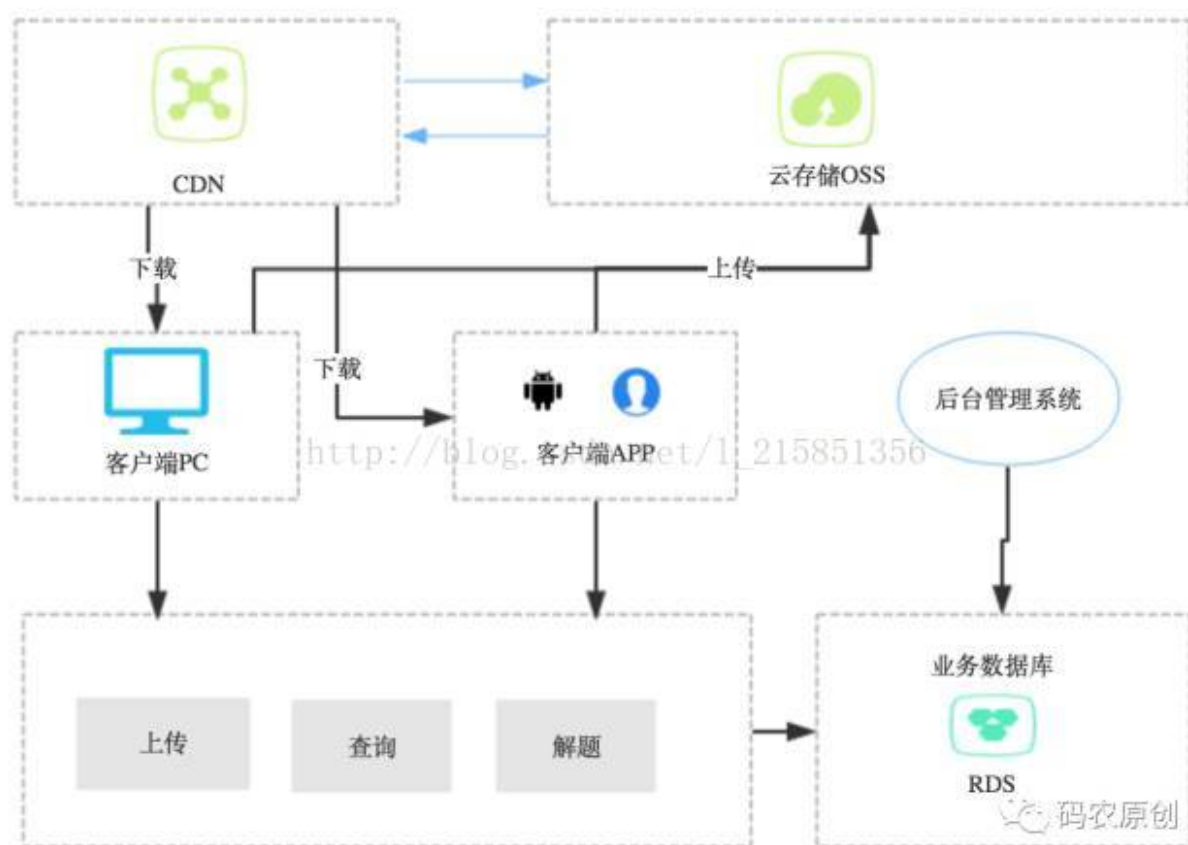 CDN
云存储OSS
下载
上传
下载
客户端PC
客户端APP
后台管理系统
http://blog.csdn.net/l_215851356
上传
查询
解题
业务数据库
RDS
码农原创